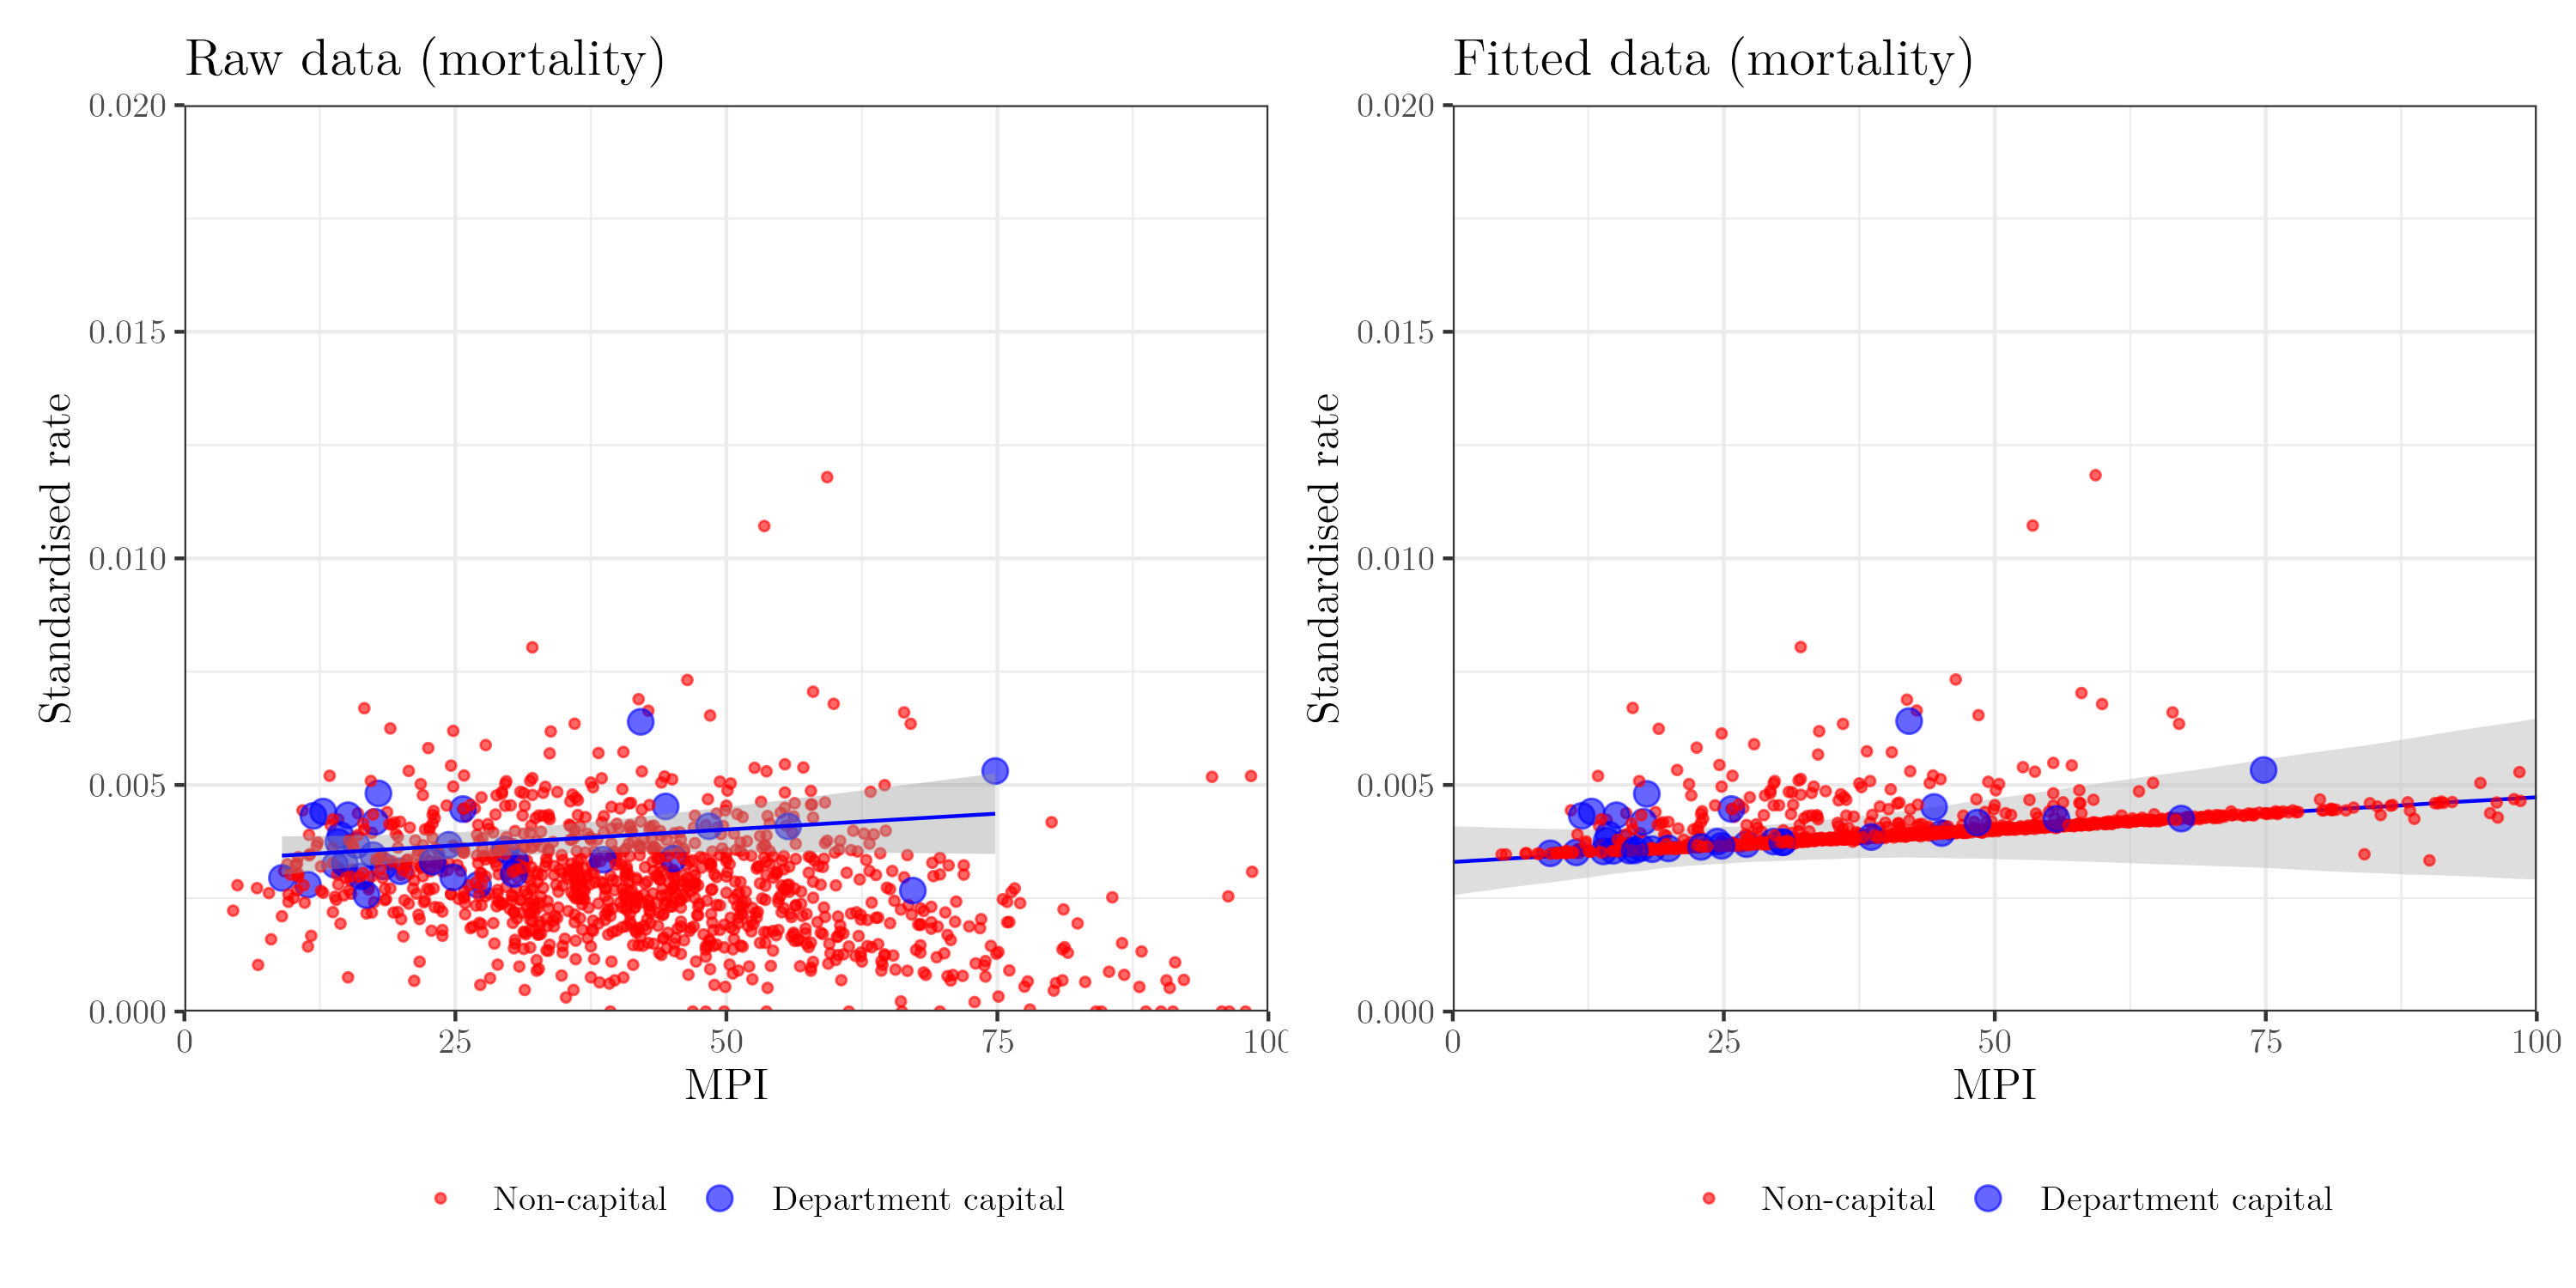 Raw data (mortality)
0.020
0.015
0.010
0.005
0.000
Standardised rate
0 25 50 75 100
MPI
Non-capital Department capital
Fitted data (mortality)
0.020
0.015
0.010
0.005
0.000
Standardised rate
0 25 50 75 100
MPI
Non-capital Department capital